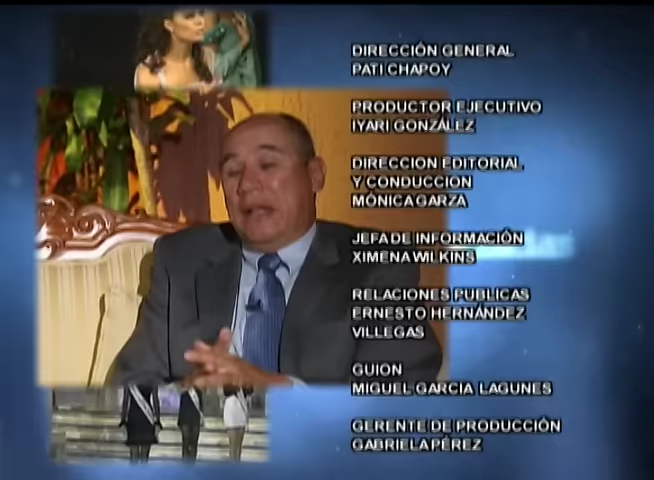 DIRECCIÓN GENERAL
PATI CHAPOY
PRODUCTOR EJECUTIVO
IYARI GONZÁLEZ
DIRECCION EDITORIAL
Y CONDUCCION
MÓNICA GARZA
JEFA DE INFORMACIÓN
XIMENA WILKINS
RELACIONES PUBLICAS
ERNESTO HERNÁNDEZ
VILLEGAS
GUION
MIGUEL GARCIA LAGUNES
GERENTE DE PRODUCCIÓN
GABRIELA PÉREZ